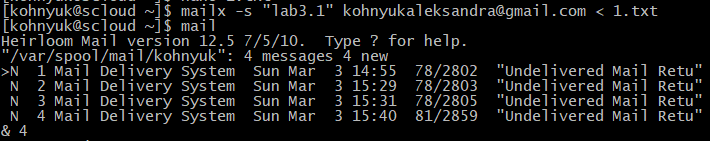 [kohnyuk@scloud ~]$ mailx -s "lab3.1" kohnyukaleksandra@gmail.com < 1.txt
[kohnyuk@scloud ~]$ mail
Heirloom Mail version 12.5 7/5/10.  Type ? for help.
"/var/spool/mail/kohnyuk": 4 messages 4 new
>N  1 Mail Delivery System  Sun Mar  3 14:55  78/2802  "Undelivered Mail Retu"
 N  2 Mail Delivery System  Sun Mar  3 15:29  78/2803  "Undelivered Mail Retu"
 N  3 Mail Delivery System  Sun Mar  3 15:31  78/2805  "Undelivered Mail Retu"
 N  4 Mail Delivery System  Sun Mar  3 15:40  81/2859  "Undelivered Mail Retu"
& 4